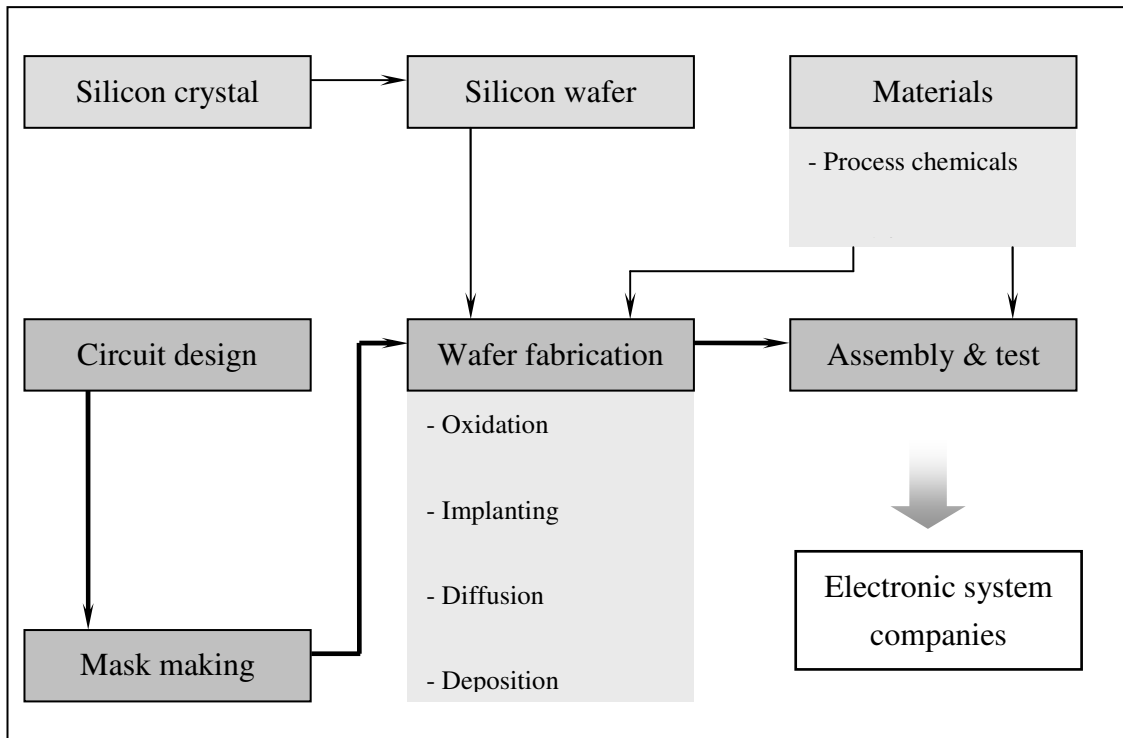 Silicon crystal
Silicon wafer
Materials
- Process chemicals
Circuit design
Wafer fabrication
Assembly & test
- Oxidation
- Implanting
- Diffusion
- Deposition
Mask making
Electronic system
companies